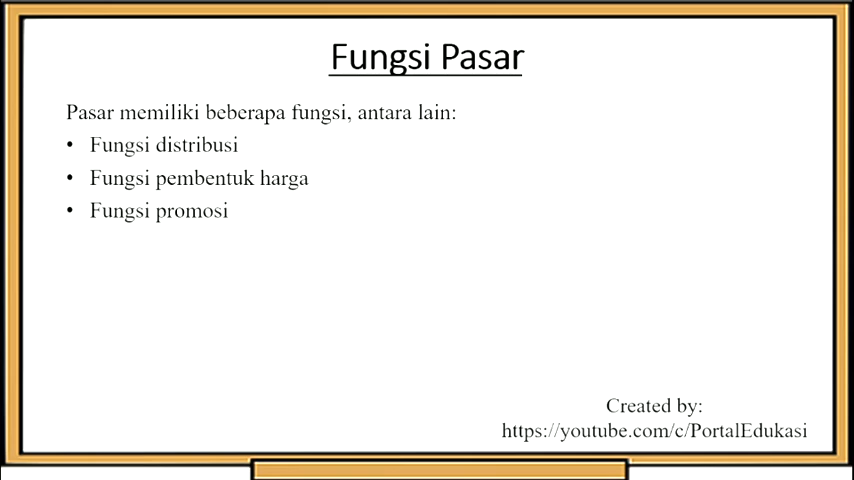 Fungsi Pasar
Pasar memiliki beberapa fungsi, antara lain:
• Fungsi distribusi
• Fungsi pembentuk harga
• Fungsi promosi
Created by:
https://youtube.com/c/PortalEdukasi